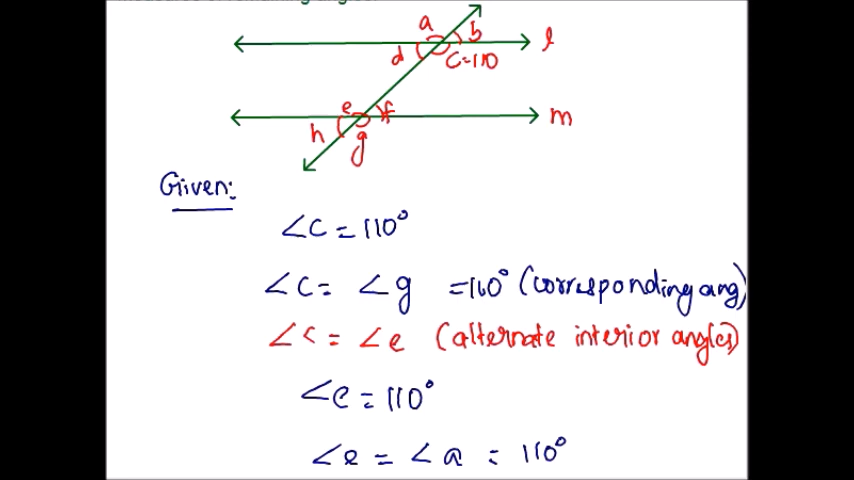 a b l
d C=110
e f m
h g
Given:
∠C = 110°
∠C = ∠g = 110° (corresponding ang)
∠c = ∠e (alternate interior angles)
∠e = 110°
∠e = ∠a = 110°